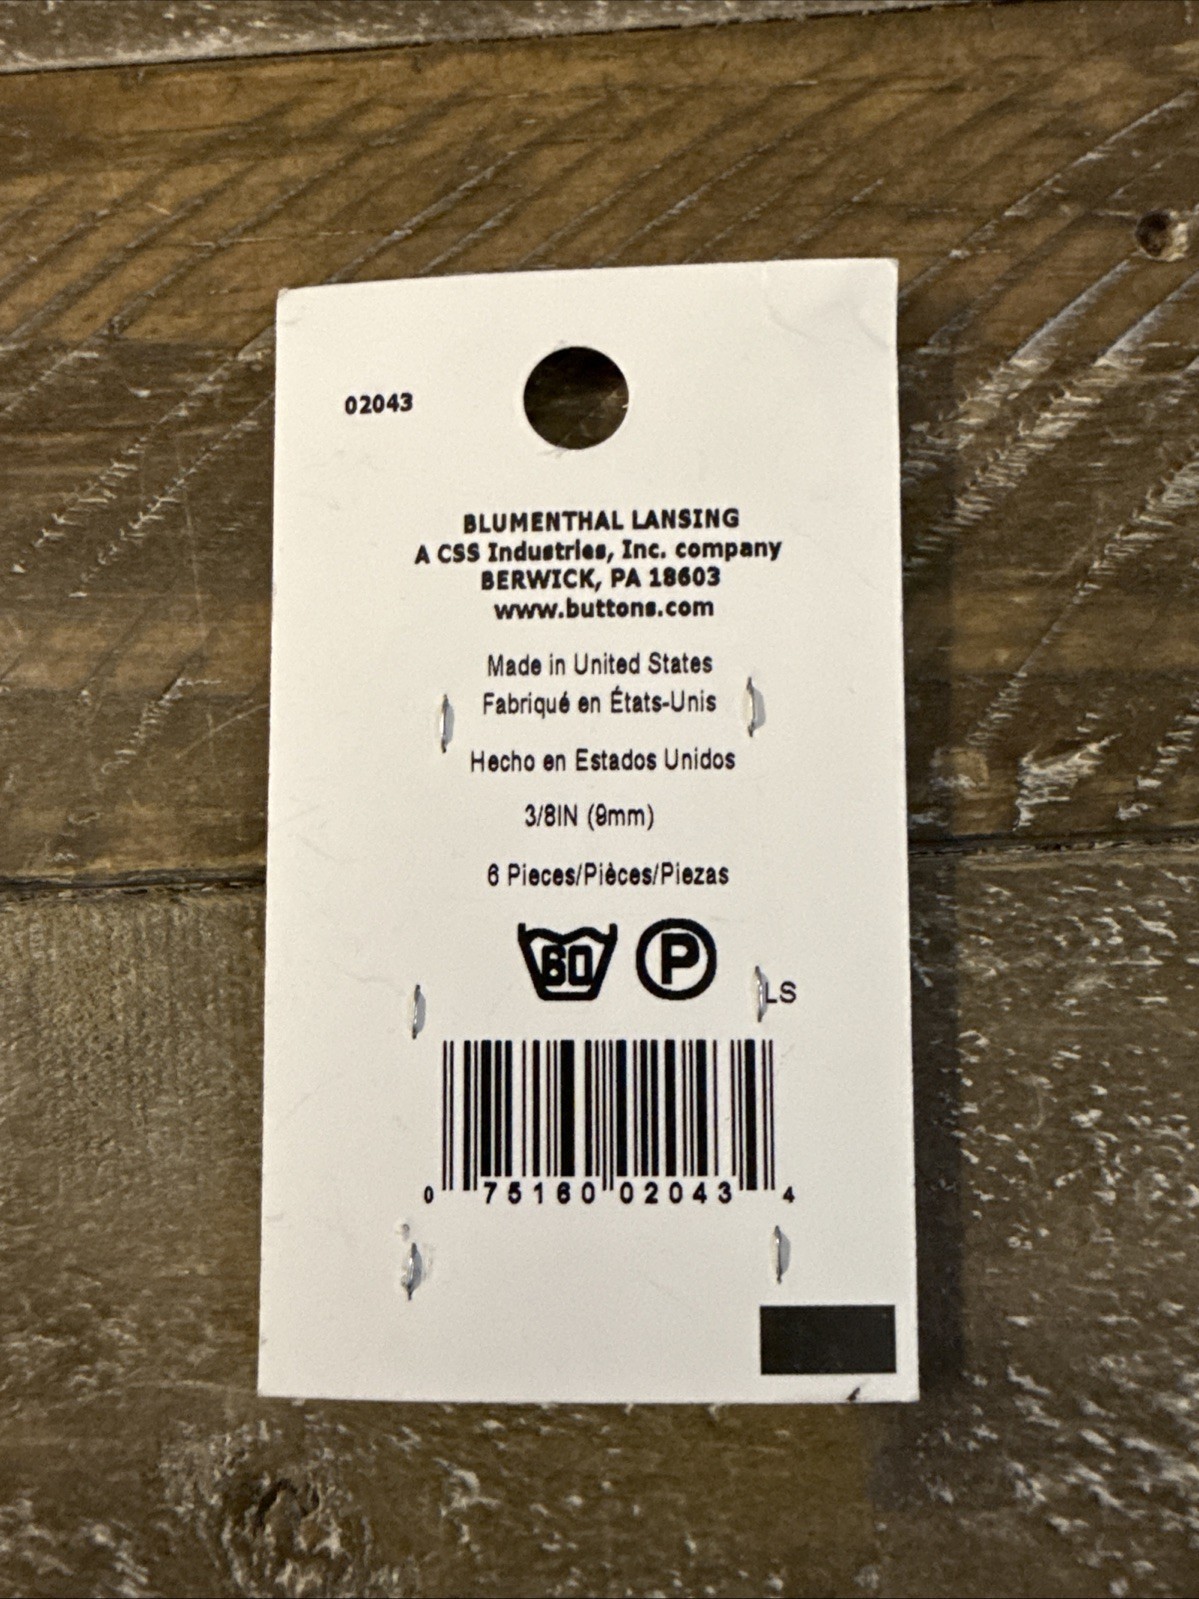 02043
BLUMENTHAL LANSING
A CSS Industries, Inc. company
BERWICK, PA 18603
www.buttons.com
Made in United States
Fabriqué en États-Unis
Hecho en Estados Unidos
3/8IN (9mm)
6 Pieces/Pièces/Piezas
60 P
LS
0 75160 02043 4